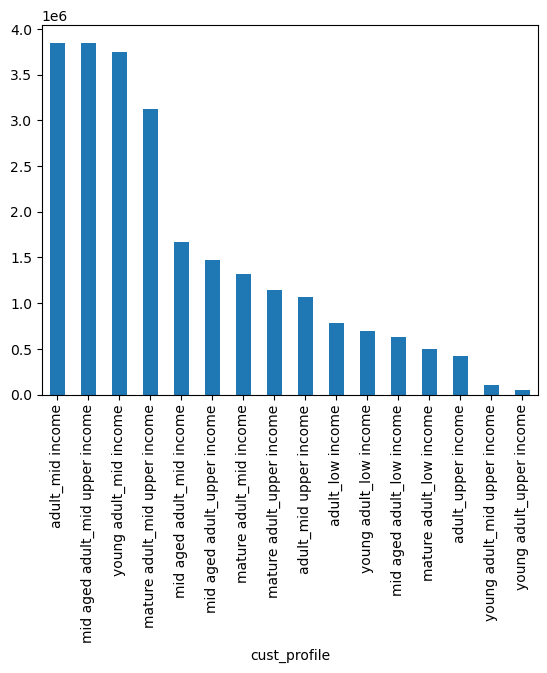 1e6
4.0
3.5
3.0
2.5
2.0
1.5
1.0
0.5
0.0
adult_mid income
mid aged adult_mid upper income
young adult_mid income
mature adult_mid upper income
mid aged adult_mid income
mid aged adult_upper income
mature adult_mid income
mature adult_upper income
adult_mid upper income
adult_low income
young adult_low income
mid aged adult_low income
mature adult_low income
adult_upper income
young adult_mid upper income
young adult_upper income
cust_profile